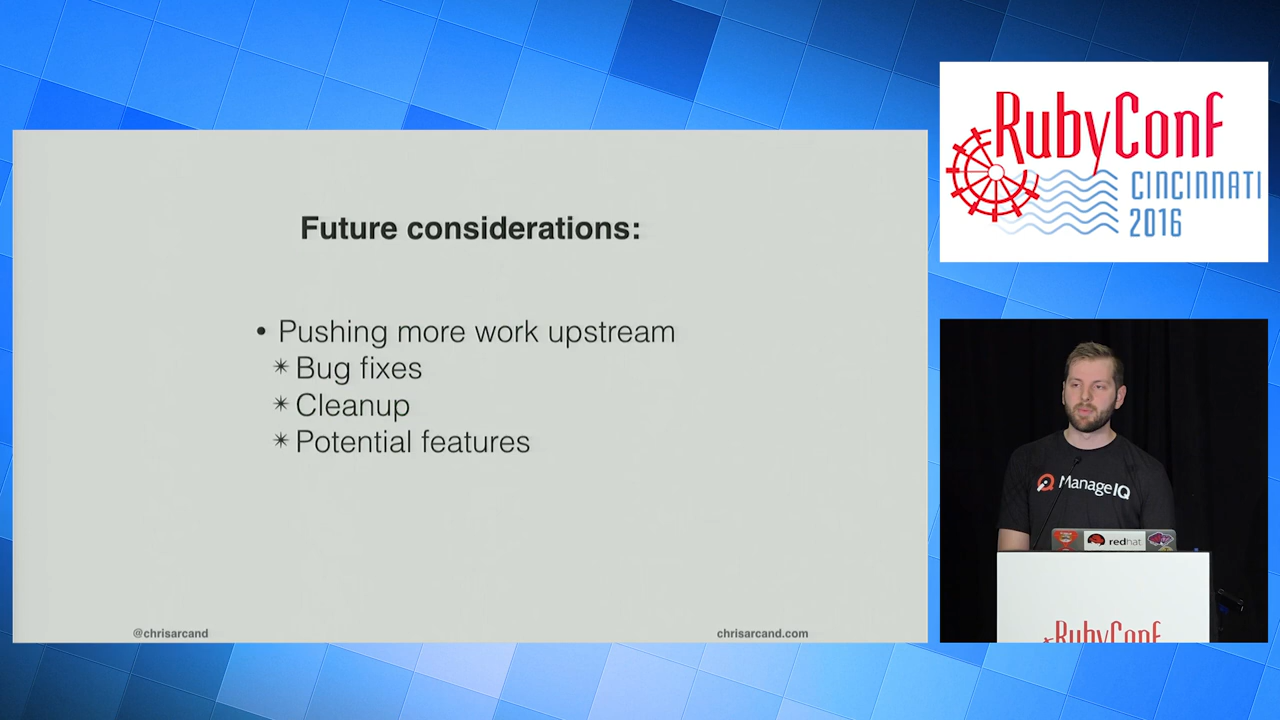 RubyConf
CINCINNATI
2016
Future considerations:
• Pushing more work upstream
✴ Bug fixes
✴ Cleanup
✴ Potential features
@chrisarcand
chrisarcand.com
ManageIQ
redhat
RubyConf